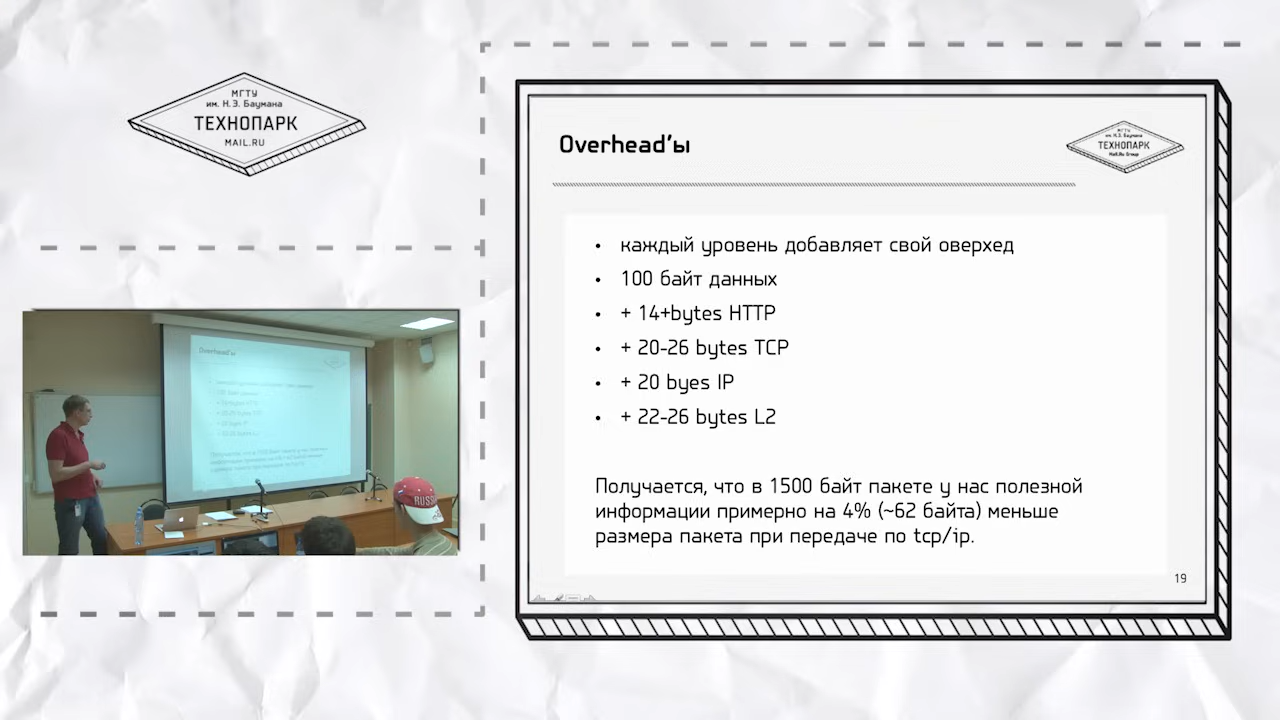 МГТУ
им. Н.Э. Баумана
ТЕХНОПАРК
MAIL.RU
Overhead'ы
МГТУ
им. Н.Э. Баумана
ТЕХНОПАРК
Mail.Ru Group
• каждый уровень добавляет свой оверхед
• 100 байт данных
• + 14+bytes HTTP
• + 20-26 bytes TCP
• + 20 byes IP
• + 22-26 bytes L2
Получается, что в 1500 байт пакете у нас полезной
информации примерно на 4% (~62 байта) меньше
размера пакета при передаче по tcp/ip.
19
Overhead'ы
RUSSIA